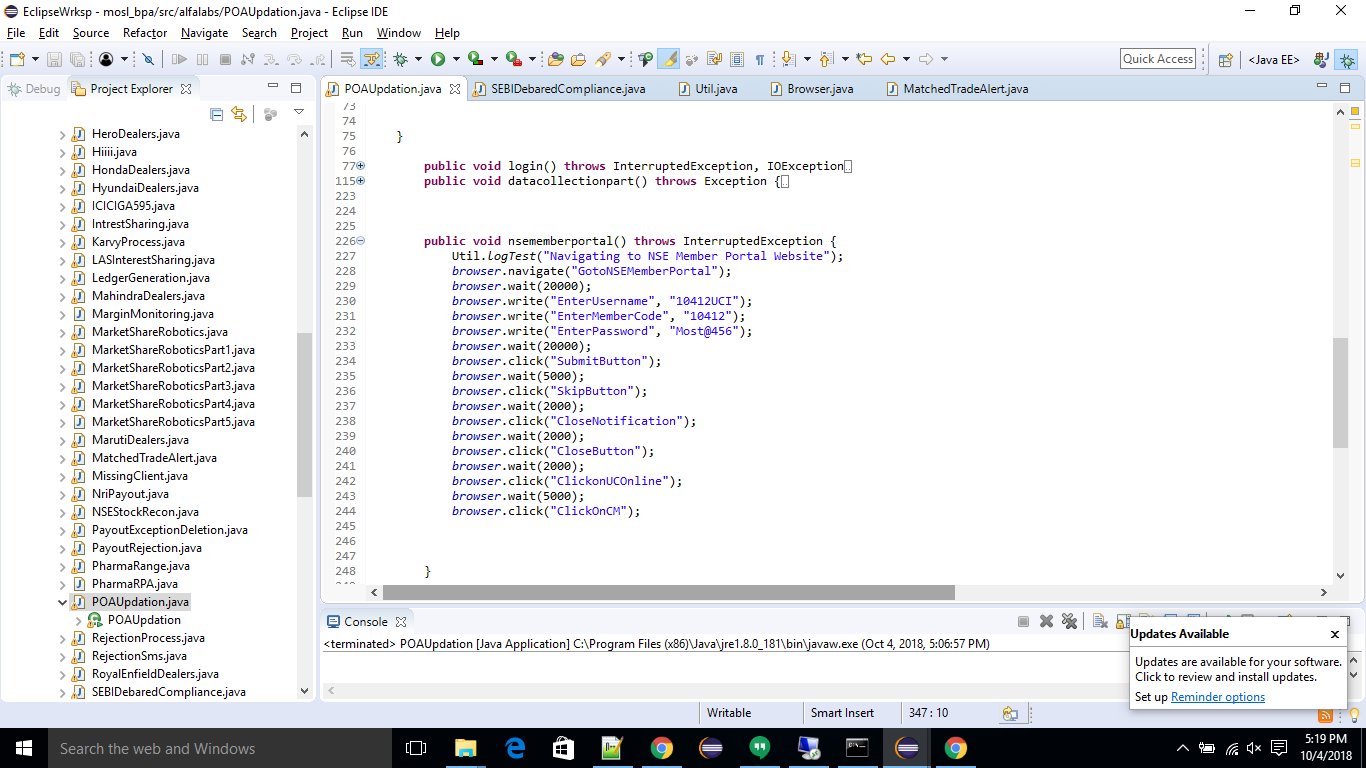 EclipseWrksp - mosl_bpa/src/alfalabs/POAUpdation.java - Eclipse IDE
File Edit Source Refactor Navigate Search Project Run Window Help
Quick Access
<Java EE>
Debug Project Explorer
POAUpdation.java SEBIDebaredCompliance.java Util.java Browser.java MatchedTradeAlert.java
HeroDealers.java
Hiiii.java
HondaDealers.java
HyundaiDealers.java
ICICIGA595.java
IntrestSharing.java
KarvyProcess.java
LASInterestSharing.java
LedgerGeneration.java
MahindraDealers.java
MarginMonitoring.java
MarketShareRobotics.java
MarketShareRoboticsPart1.java
MarketShareRoboticsPart2.java
MarketShareRoboticsPart3.java
MarketShareRoboticsPart4.java
MarketShareRoboticsPart5.java
MarutiDealers.java
MatchedTradeAlert.java
MissingClient.java
NriPayout.java
NSEStockRecon.java
PayoutExceptionDeletion.java
PayoutRejection.java
PharmaRange.java
PharmaRPA.java
POAUpdation.java
POAUpdation
RejectionProcess.java
RejectionSms.java
RoyalEnfieldDealers.java
SEBIDebaredCompliance.java
73
74
75 }
77 public void login() throws InterruptedException, IOException
115 public void datacollectionpart() throws Exception {
223
224
225
226 public void nsememberportal() throws InterruptedException {
227 Util.logTest("Navigating to NSE Member Portal Website");
228 browser.navigate("GotoNSEMemberPortal");
229 browser.wait(20000);
230 browser.write("EnterUsername", "10412UCI");
231 browser.write("EnterMemberCode", "10412");
232 browser.write("EnterPassword", "Most@456");
233 browser.wait(20000);
234 browser.click("SubmitButton");
235 browser.wait(5000);
236 browser.click("SkipButton");
237 browser.wait(2000);
238 browser.click("CloseNotification");
239 browser.wait(2000);
240 browser.click("CloseButton");
241 browser.wait(2000);
242 browser.click("ClickonUCOnline");
243 browser.wait(5000);
244 browser.click("ClickOnCM");
245
246
247
248 }
Console
<terminated> POAUpdation [Java Application] C:\Program Files (x86)\Java\jre1.8.0_181\bin\javaw.exe (Oct 4, 2018, 5:06:57 PM)
Updates Available
Updates are available for your software.
Click to review and install updates.
Set up Reminder options
Writable Smart Insert 347 : 10
Search the web and Windows
5:19 PM
10/4/2018